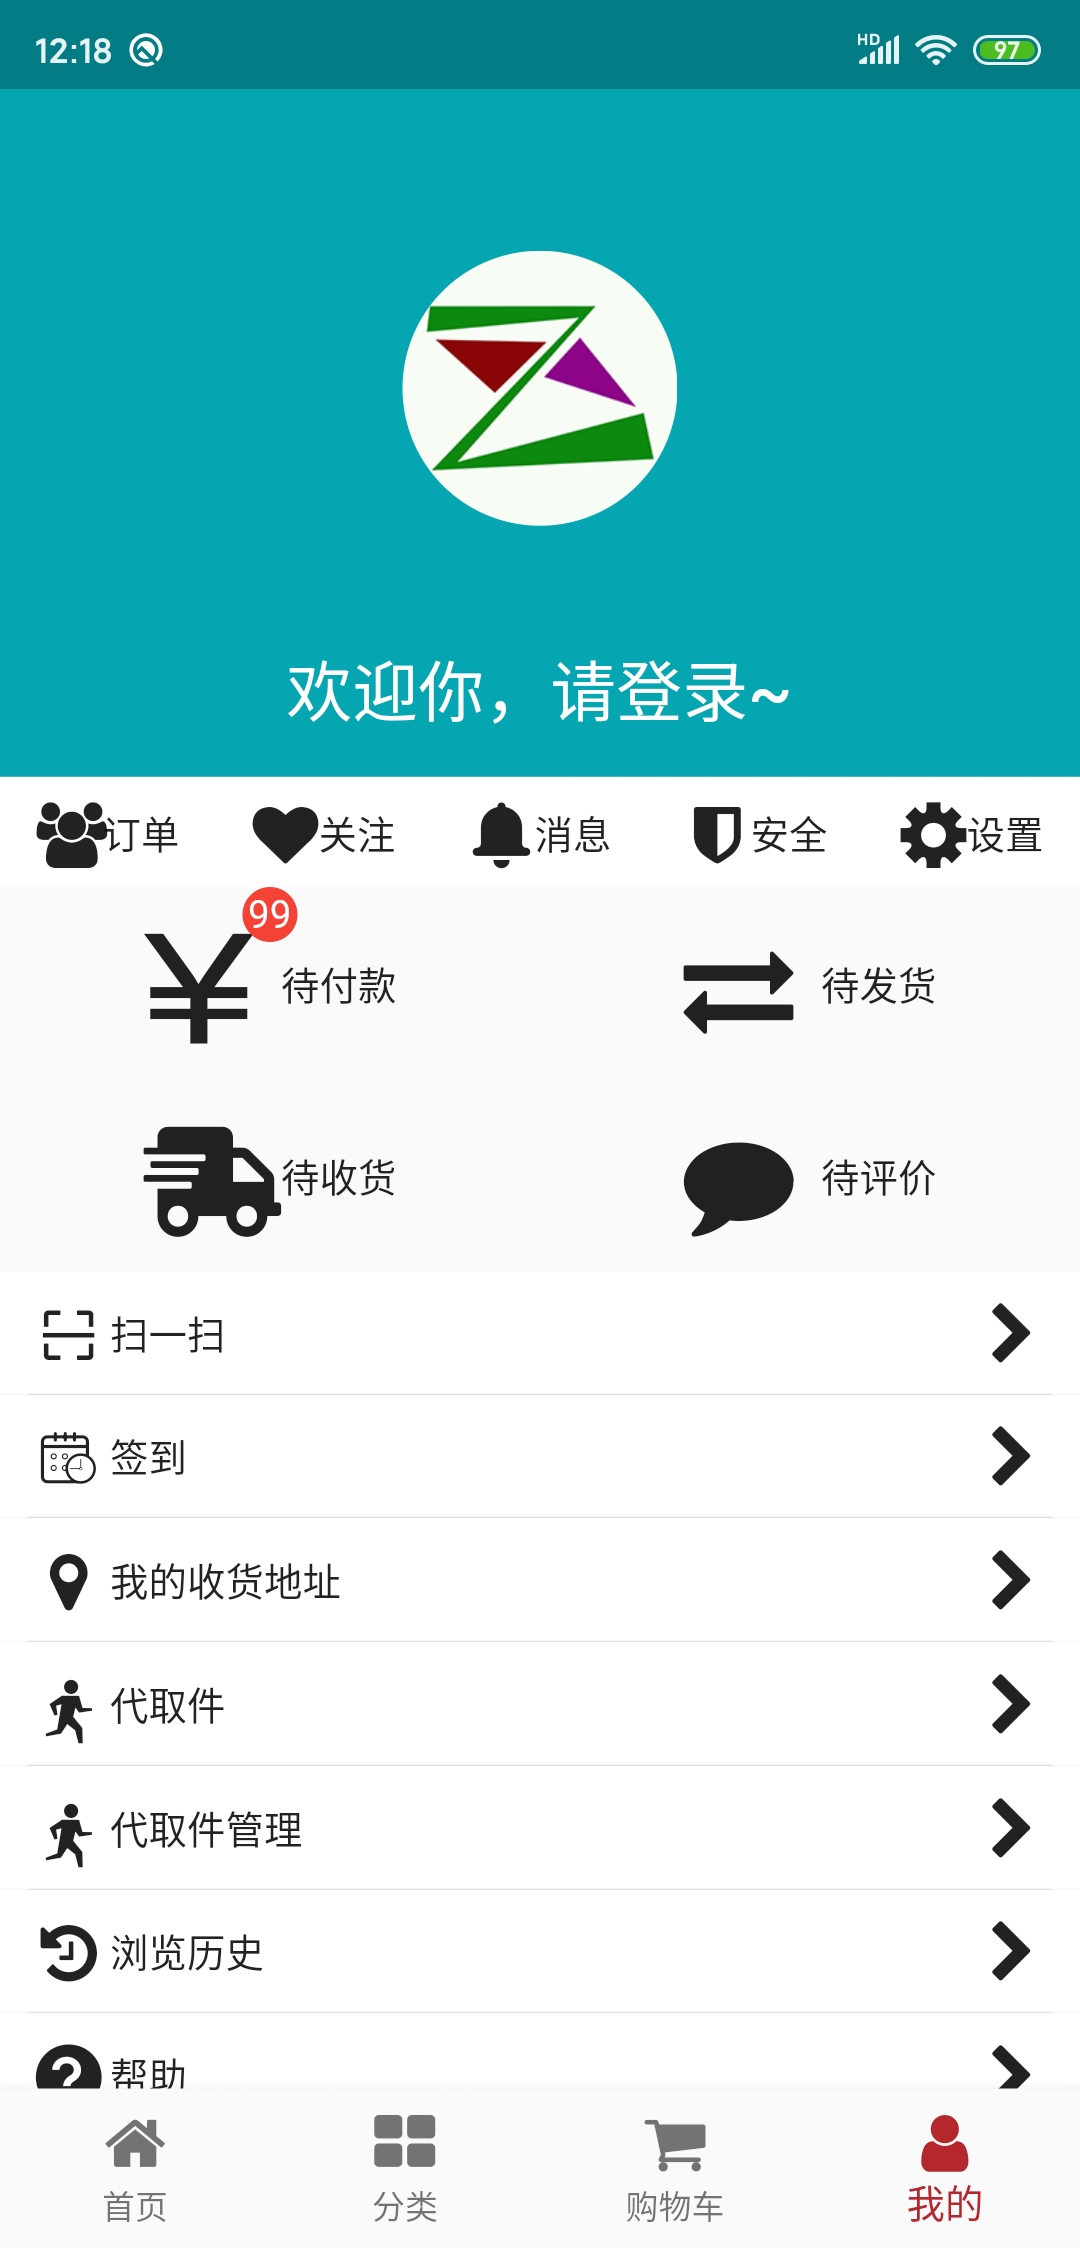 12:18 HD 97
欢迎你，请登录~
订单 关注 消息 安全 设置
99
待付款 待发货
待收货 待评价
扫一扫
签到
我的收货地址
代取件
代取件管理
浏览历史
帮助
首页 分类 购物车 我的